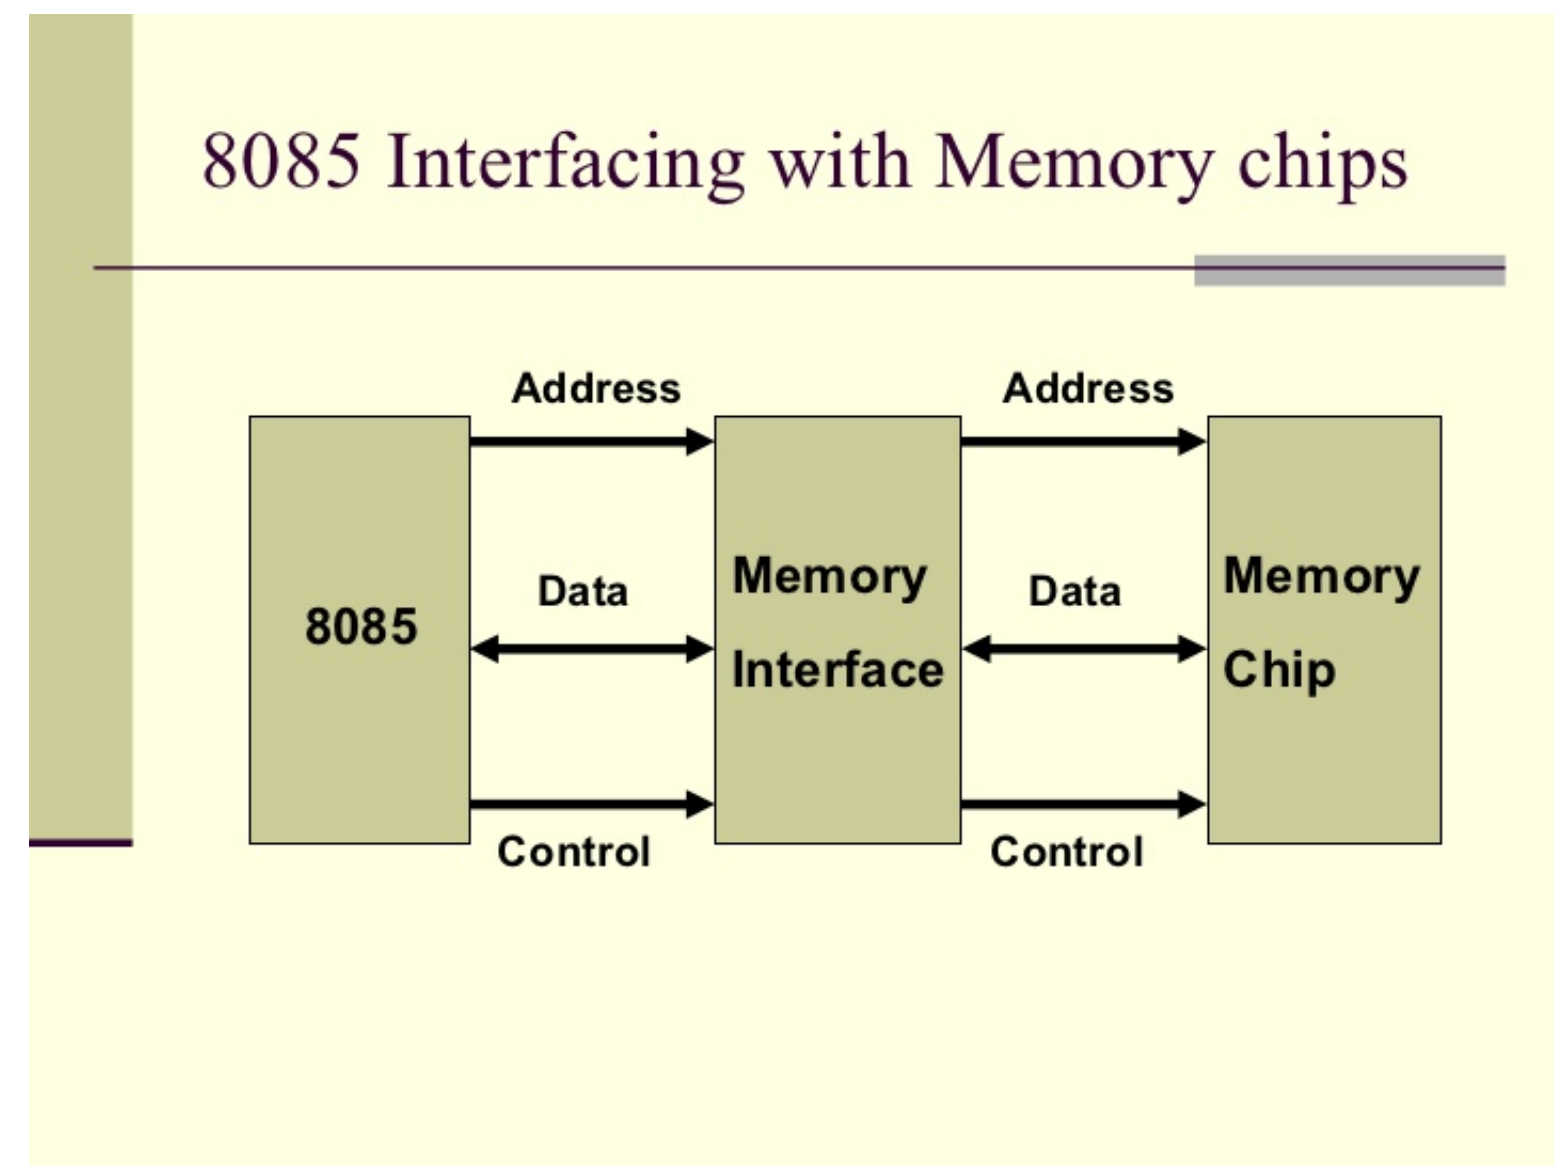 8085 Interfacing with Memory chips
Address
Address
8085
Data
Memory
Interface
Data
Memory
Chip
Control
Control